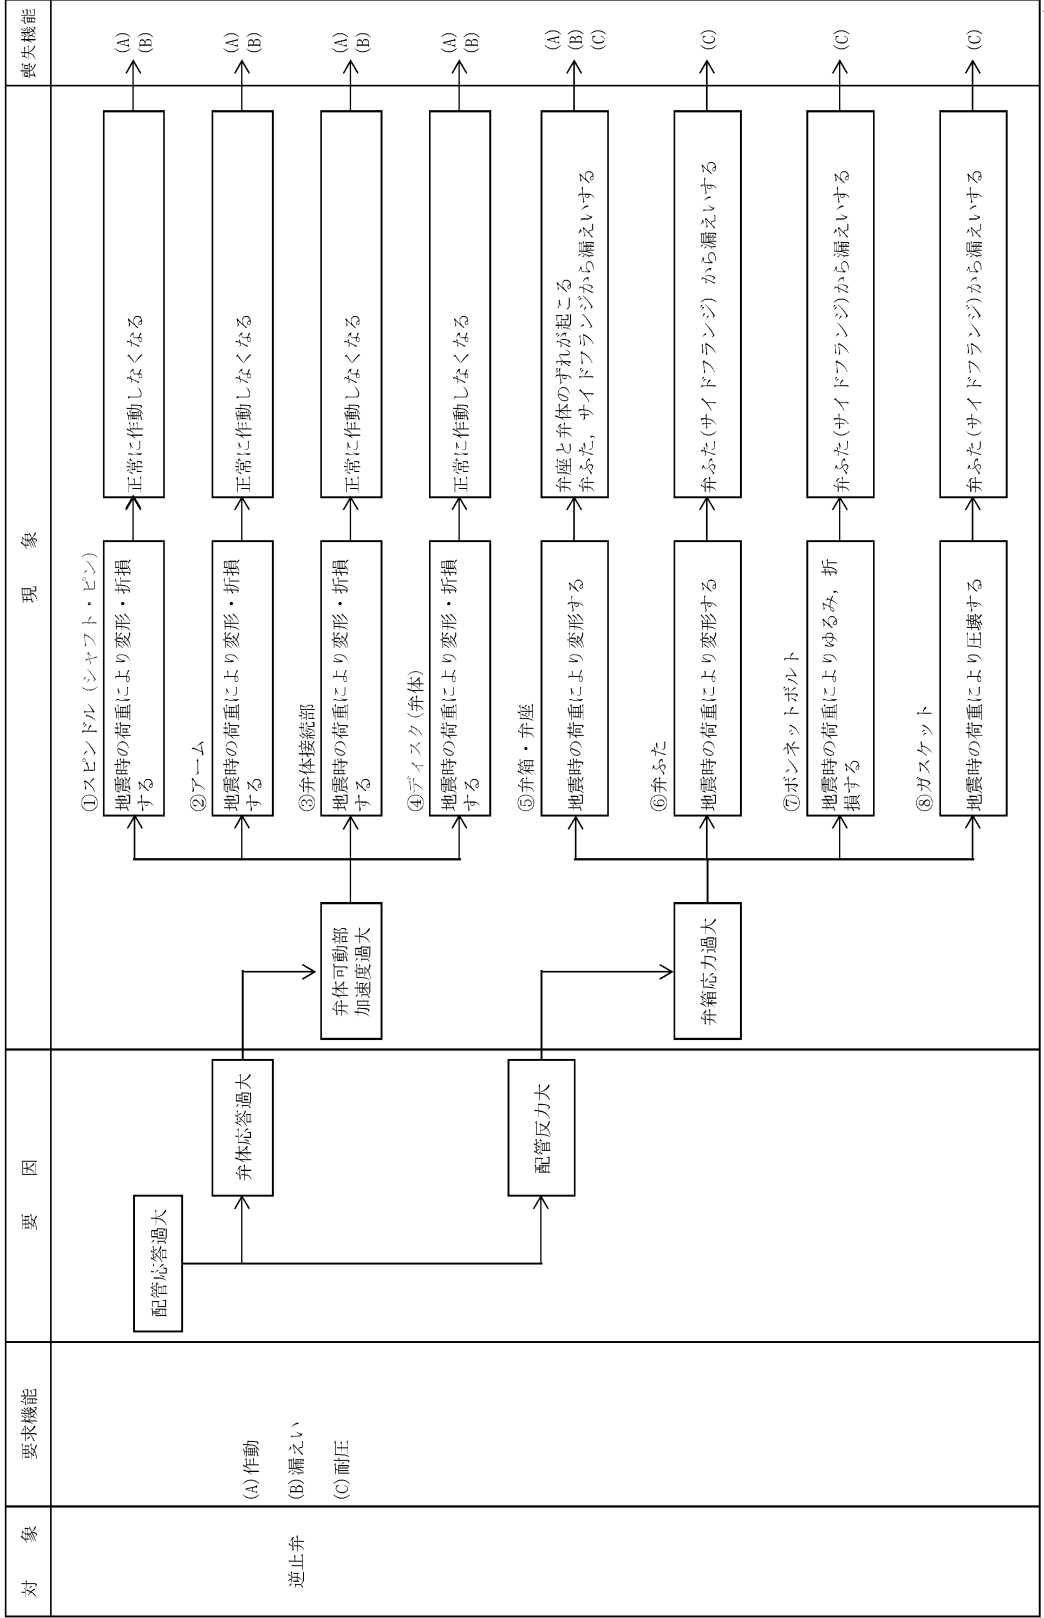 対　　象
要求機能
要　　因
現　　象
喪失機能
逆止弁
(A)作動
(B)漏えい
(C)耐圧
配管応答過大
弁体応答過大
配管反力大
弁体可動部
加速度過大
弁箱応力過大
①スピンドル(シャフト・ピン)
地震時の荷重により変形・折損
する
正常に作動しなくなる
(A)
(B)
②アーム
地震時の荷重により変形・折損
する
正常に作動しなくなる
(A)
(B)
③弁体接続部
地震時の荷重により変形・折損
する
正常に作動しなくなる
(A)
(B)
④ディスク(弁体)
地震時の荷重により変形・折損
する
正常に作動しなくなる
(A)
(B)
⑤弁箱・弁座
地震時の荷重により変形する
弁座と弁体のずれが起こる
弁ふた，サイドフランジから漏えいする
(A)
(B)
(C)
⑥弁ふた
地震時の荷重により変形する
弁ふた(サイドフランジ) から漏えいする
(C)
⑦ボンネットボルト
地震時の荷重によりゆるみ，折
損する
弁ふた(サイドフランジ)から漏えいする
(C)
⑧ガスケット
地震時の荷重により圧壊する
弁ふた(サイドフランジ)から漏えいする
(C)